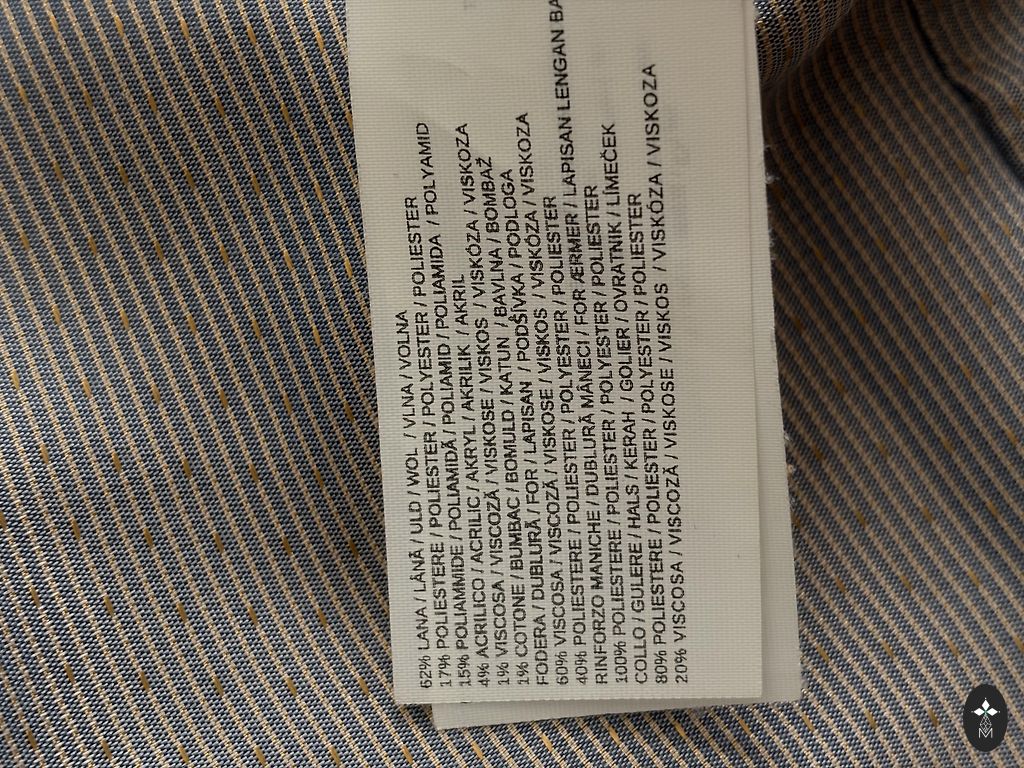 62% LANA / LÂNĂ / ULD / WOL / VLNA / VOLNA
17% POLIESTERE / POLIESTER / POLYESTER / POLIESTER
15% POLIAMMIDE / POLIAMIDĂ / POLIAMID / POLIAMIDA / POLYAMID
4% ACRILICO / ACRILIC / AKRYL / AKRILIK / AKRIL
1% VISCOSA / VISCOZĂ / VISKOSE / VISKOS / VISKÓZA / VISKOZA
1% COTONE / BUMBAC / BOMULD / KATUN / BAVLNA / BOMBAŽ
FODERA / DUBLURĂ / FOR / LAPISAN / PODŠÍVKA / PODLOGA
60% VISCOSA / VISCOZĂ / VISKOSE / VISKOS / VISKÓZA / VISKOZA
40% POLIESTERE / POLIESTER / POLYESTER / POLIESTER
RINFORZO MANICHE / DUBLURĂ MÂNIECI / FOR ÆRMER / LAPISAN LENGAN BA
100% POLIESTERE / POLIESTER / POLYESTER / POLIESTER
COLLO / GULERE / HALS / KERAH / GOLIER / OVRATNIK / LÍMEČEK
80% POLIESTERE / POLIESTER / POLYESTER / POLIESTER
20% VISCOSA / VISCOZĂ / VISKOSE / VISKOS / VISKÓZA / VISKOZA
M